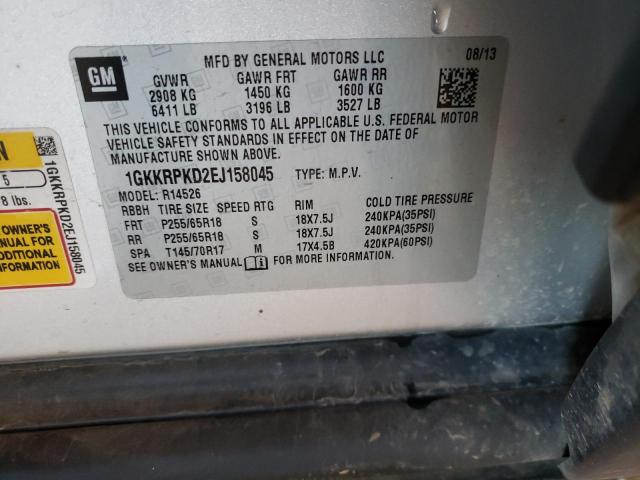 GM
MFD BY GENERAL MOTORS LLC 08/13
GVWR GAWR FRT GAWR RR
2908 KG 1450 KG 1600 KG
6411 LB 3196 LB 3527 LB
THIS VEHICLE CONFORMS TO ALL APPLICABLE U.S. FEDERAL MOTOR
VEHICLE SAFETY STANDARDS IN EFFECT ON THE DATE OF
MANUFACTURE SHOWN ABOVE.
1GKKRPKD2EJ158045 TYPE: M.P.V.
MODEL: R14526
RBBH TIRE SIZE SPEED RTG RIM COLD TIRE PRESSURE
FRT P255/65R18 S 18X7.5J 240KPA(35PSI)
RR P255/65R18 S 18X7.5J 240KPA(35PSI)
SPA T145/70R17 M 17X4.5B 420KPA(60PSI)
SEE OWNER'S MANUAL FOR MORE INFORMATION
N
5
8 lbs.
OWNER'S
NUAL FOR
DDITIONAL
FORMATION
1GKKRPKD2EJ158045